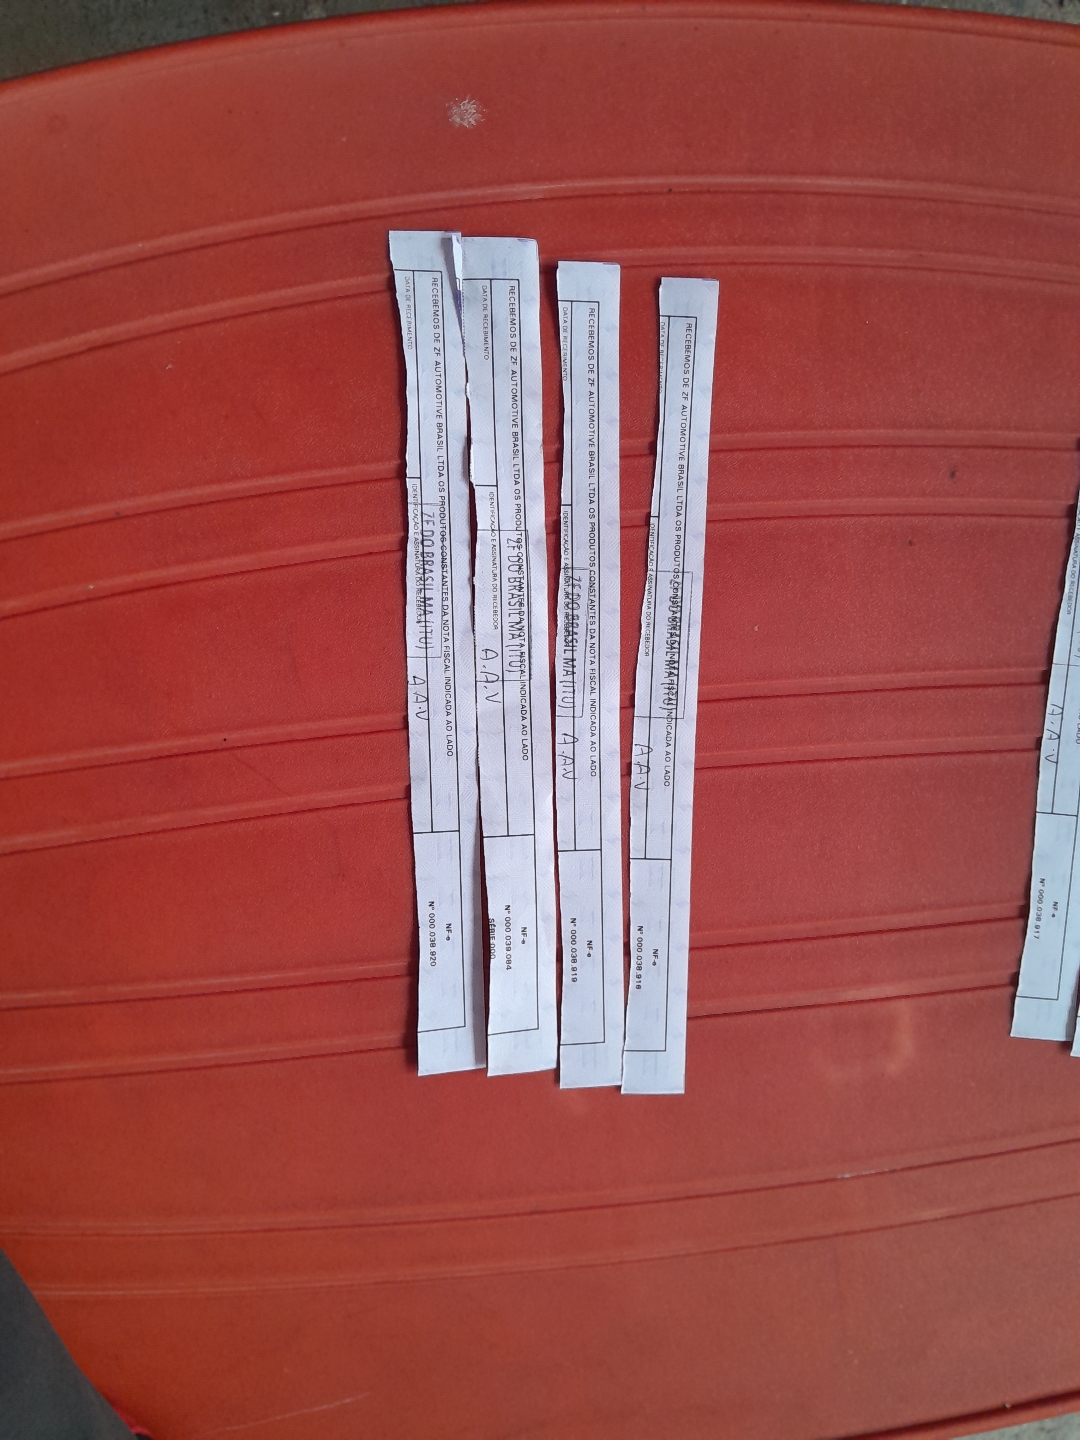 RECEBEMOS DE ZF AUTOMOTIVE BRASIL LTDA OS PRODUTOS CONSTANTES DA NOTA FISCAL INDICADA AO LADO
DATA DE RECEBIMENTO
IDENTIFICAÇÃO E ASSINATURA DO RECEBEDOR
ZF DO BRASIL MA (ITU)
A.A.V
NF-e
Nº 000.038.920
RECEBEMOS DE ZF AUTOMOTIVE BRASIL LTDA OS PRODUTOS CONSTANTES DA NOTA FISCAL INDICADA AO LADO
DATA DE RECEBIMENTO
IDENTIFICAÇÃO E ASSINATURA DO RECEBEDOR
ZF DO BRASIL MA (ITU)
A.A.V
NF-e
Nº 000.039.084
SÉRIE 000
RECEBEMOS DE ZF AUTOMOTIVE BRASIL LTDA OS PRODUTOS CONSTANTES DA NOTA FISCAL INDICADA AO LADO
DATA DE RECEBIMENTO
IDENTIFICAÇÃO E ASSINATURA DO RECEBEDOR
ZF DO BRASIL MA (ITU)
A.A.V
NF-e
Nº 000.038.919
RECEBEMOS DE ZF AUTOMOTIVE BRASIL LTDA OS PRODUTOS CONSTANTES DA NOTA FISCAL INDICADA AO LADO
DATA DE RECEBIMENTO
IDENTIFICAÇÃO E ASSINATURA DO RECEBEDOR
ZF DO BRASIL MA (ITU)
A.A.V
NF-e
Nº 000.038.918
LADO
DO RECEBEDOR
A.A.V
NF-e
Nº 000.038.917